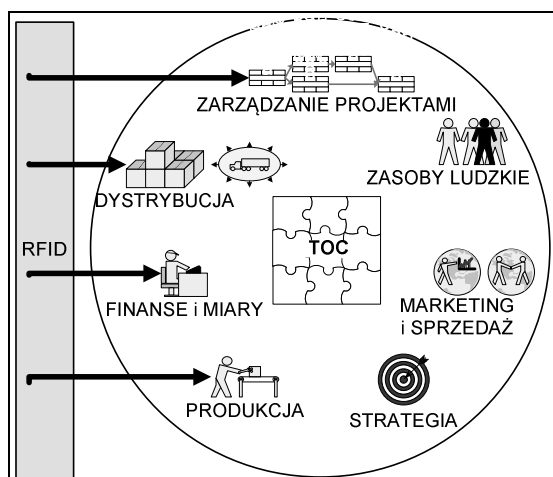 ZARZĄDZANIE PROJEKTAMI
ZASOBY LUDZKIE
DYSTRYBUCJA
TOC
RFID
FINANSE i MIARY
MARKETING
i SPRZEDAŻ
PRODUKCJA
STRATEGIA